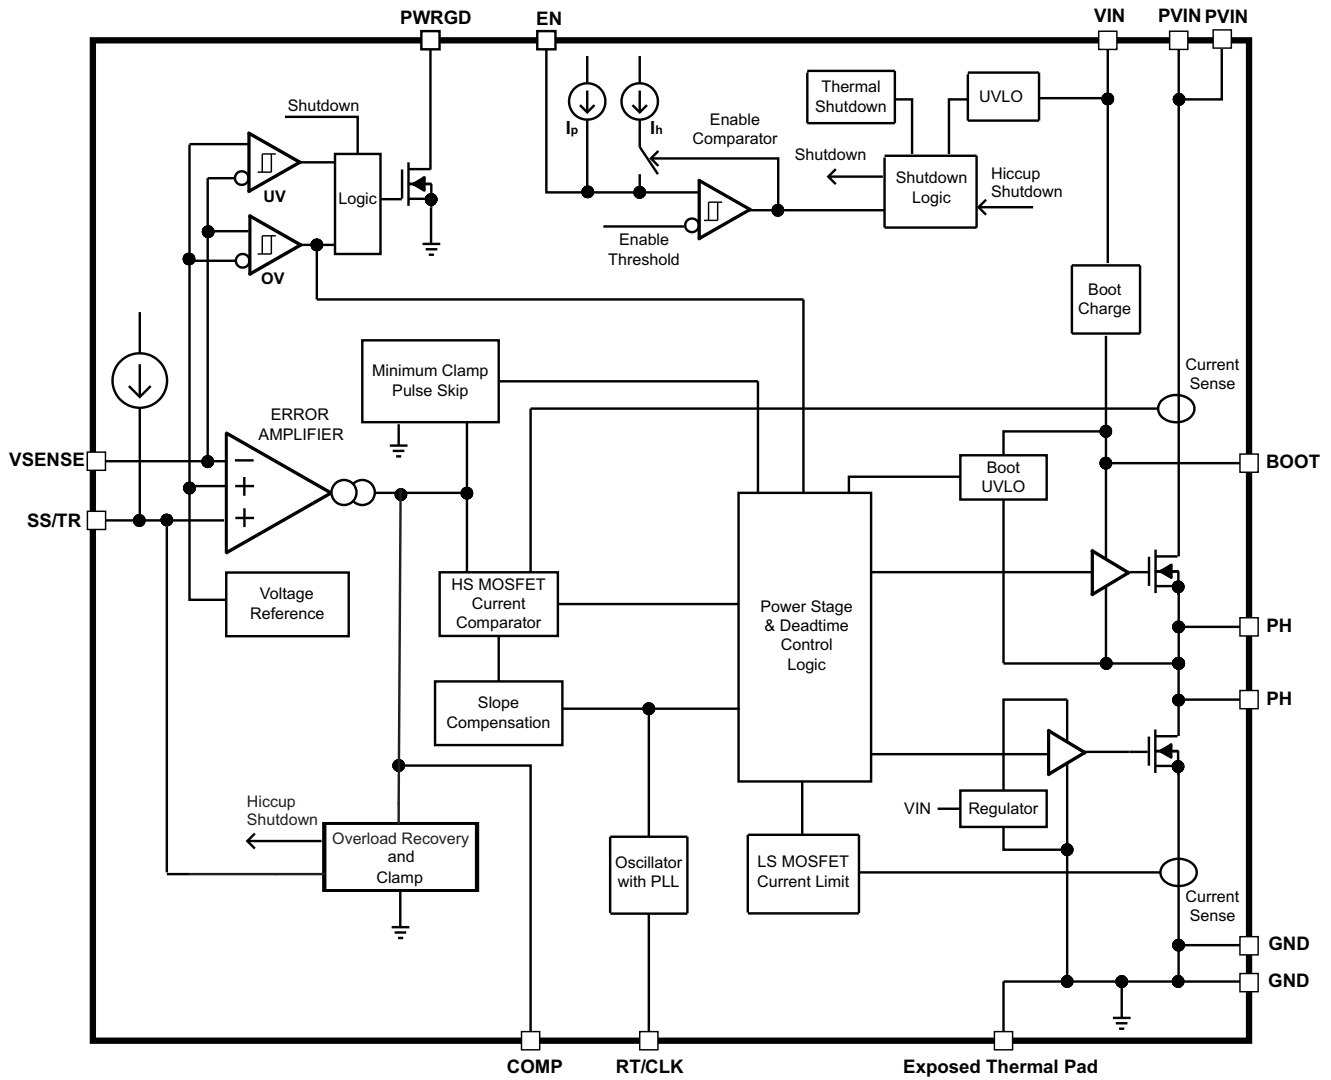 PWRGD
EN
VIN
PVIN
PVIN
Shutdown
UV
Logic
OV
Ip
Ih
Enable
Comparator
Enable
Threshold
Thermal
Shutdown
UVLO
Shutdown
Shutdown
Logic
Hiccup
Shutdown
Boot
Charge
Current
Sense
Minimum Clamp
Pulse Skip
ERROR
AMPLIFIER
VSENSE
−
+
+
SS/TR
BOOT
Boot
UVLO
Voltage
Reference
HS MOSFET
Current
Comparator
Power Stage
& Deadtime
Control
Logic
PH
PH
Slope
Compensation
VIN
Regulator
Hiccup
Shutdown
Overload Recovery
and
Clamp
Oscillator
with PLL
LS MOSFET
Current Limit
Current
Sense
GND
GND
COMP
RT/CLK
Exposed Thermal Pad